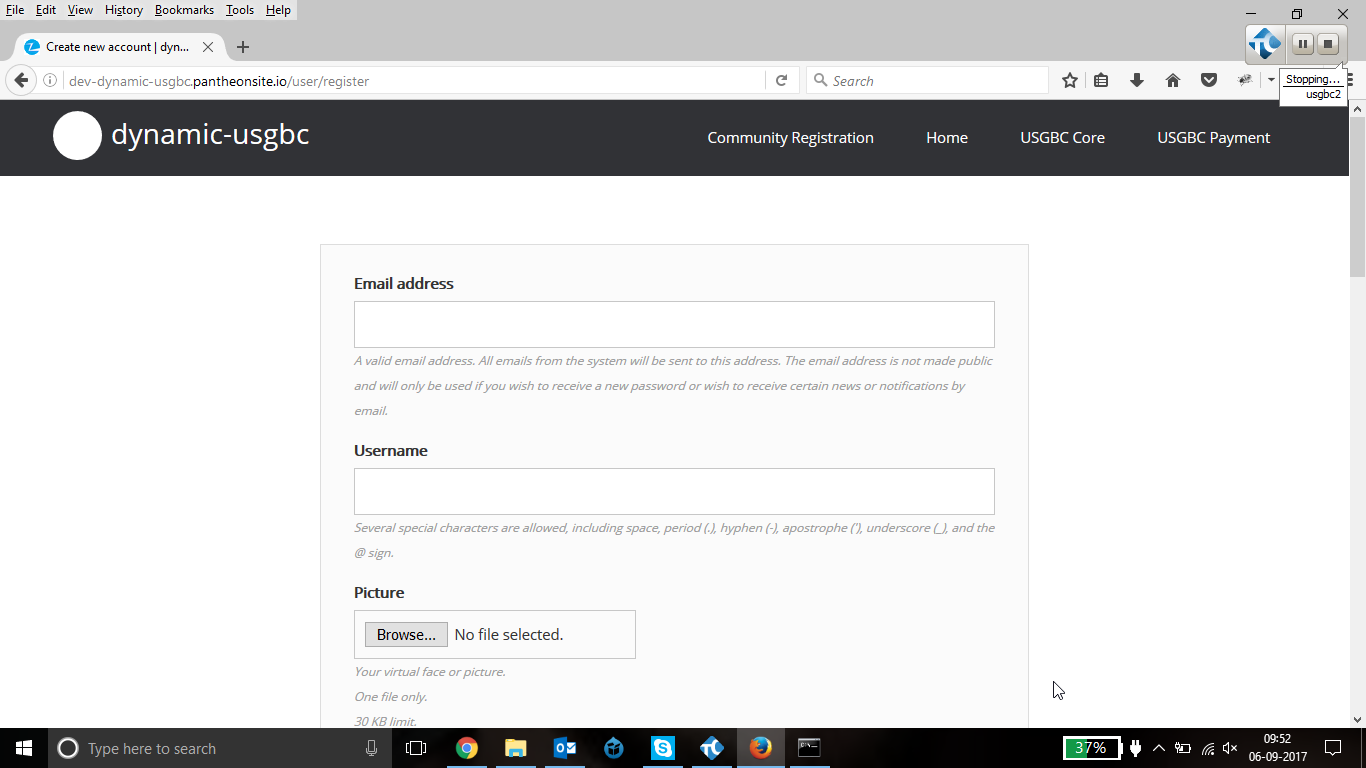 File Edit View History Bookmarks Tools Help
Create new account | dyn...
dev-dynamic-usgbc.pantheonsite.io/user/register
Search
Stopping...
usgbc2
dynamic-usgbc
Community Registration Home USGBC Core USGBC Payment
Email address
A valid email address. All emails from the system will be sent to this address. The email address is not made public
and will only be used if you wish to receive a new password or wish to receive certain news or notifications by
email.
Username
Several special characters are allowed, including space, period (.), hyphen (-), apostrophe ('), underscore (_), and the
@ sign.
Picture
Browse... No file selected.
Your virtual face or picture.
One file only.
30 KB limit.
Type here to search
37%
09:52
06-09-2017